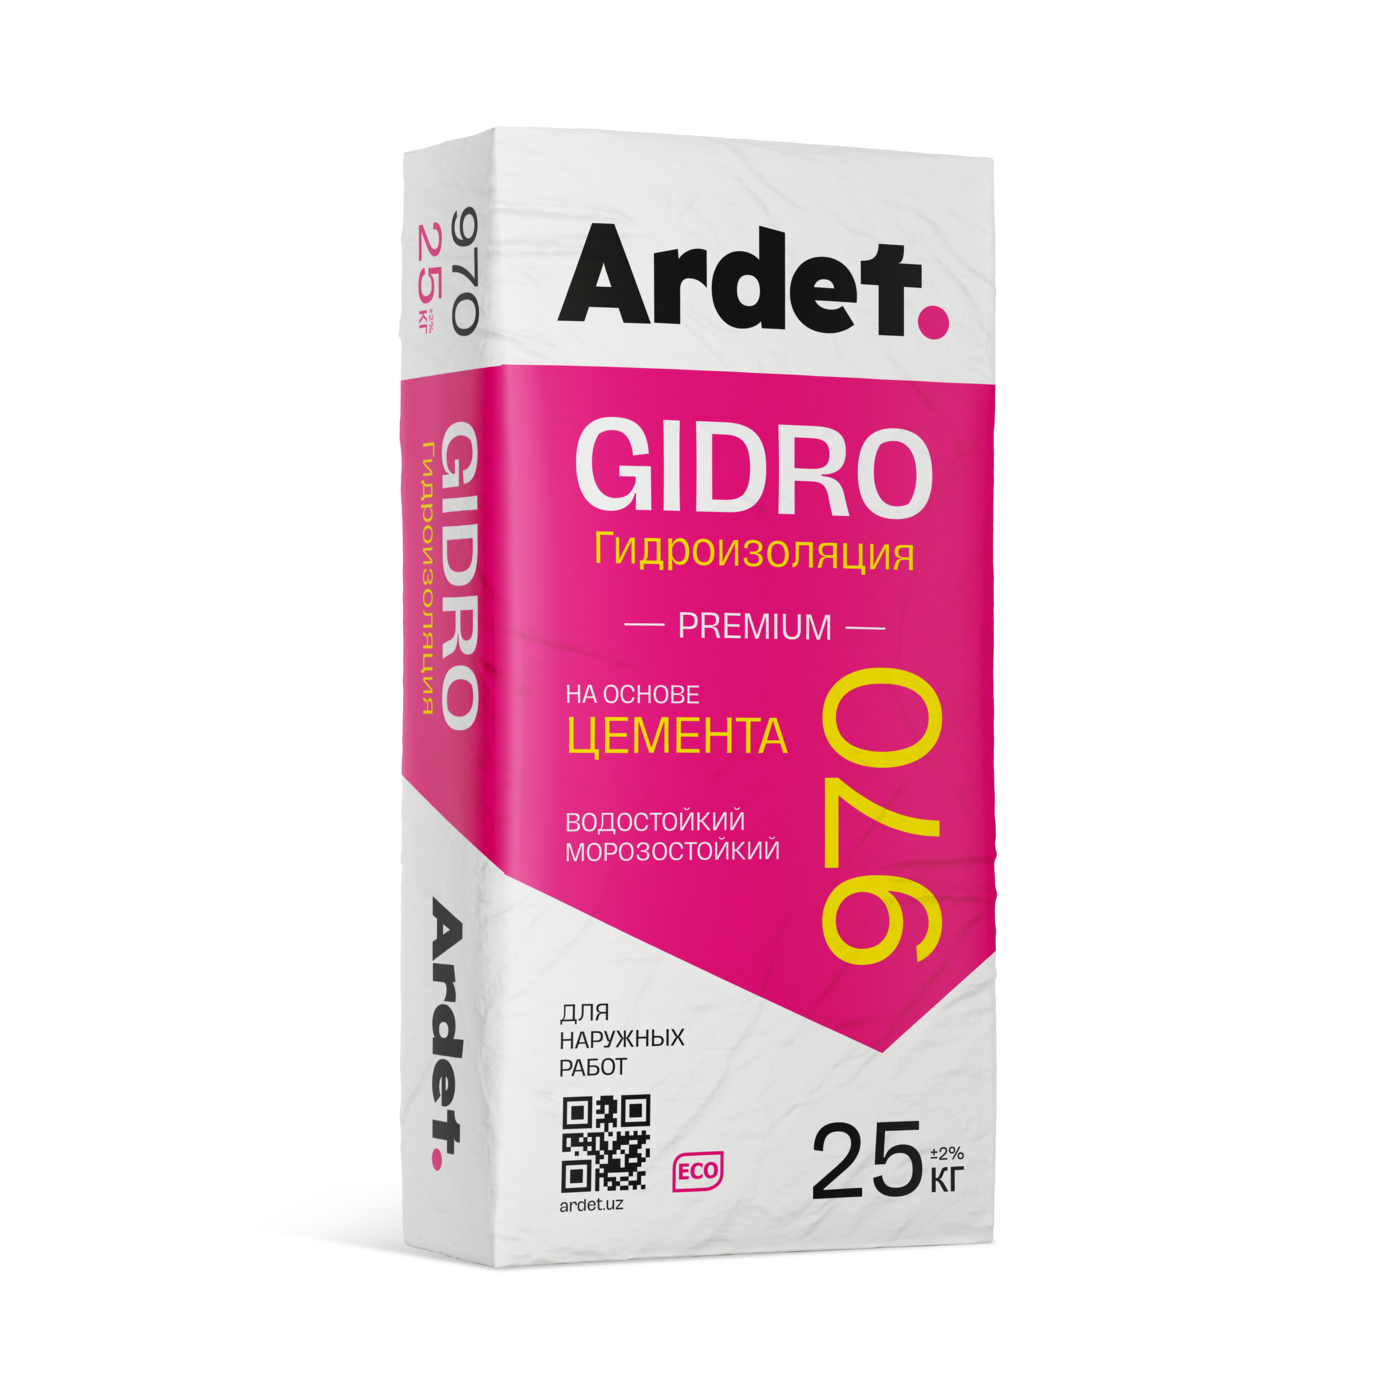 Ardet.
GIDRO
Гидроизоляция
PREMIUM
НА ОСНОВЕ
ЦЕМЕНТА
ВОДОСТОЙКИЙ
МОРОЗОСТОЙКИЙ
970
ДЛЯ
НАРУЖНЫХ
РАБОТ
ardet.uz
ECO
25 ±2% КГ
970
25 ±2% КГ
GIDRO
Гидроизоляция
Ardet.